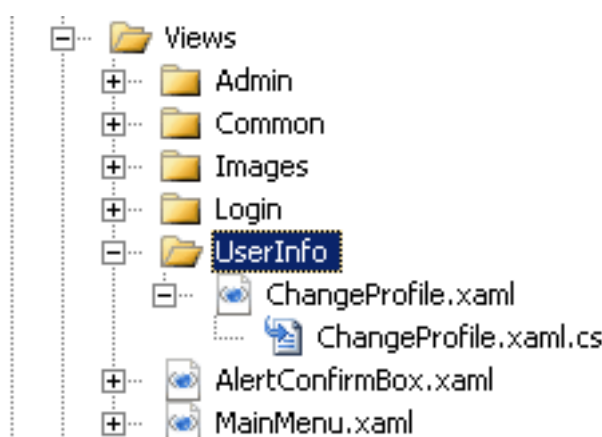 Views
Admin
Common
Images
Login
UserInfo
ChangeProfile.xaml
ChangeProfile.xaml.cs
AlertConfirmBox.xaml
MainMenu.xaml